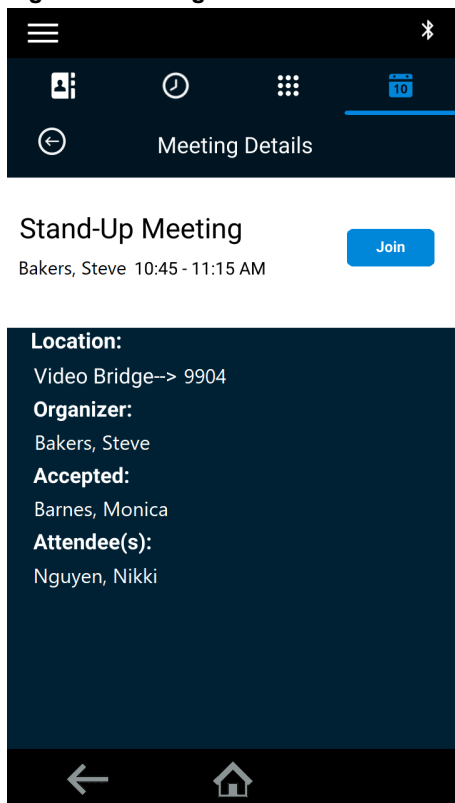 10
Meeting Details
Stand-Up Meeting
Join
Bakers, Steve 10:45 - 11:15 AM
Location:
Video Bridge--> 9904
Organizer:
Bakers, Steve
Accepted:
Barnes, Monica
Attendee(s):
Nguyen, Nikki